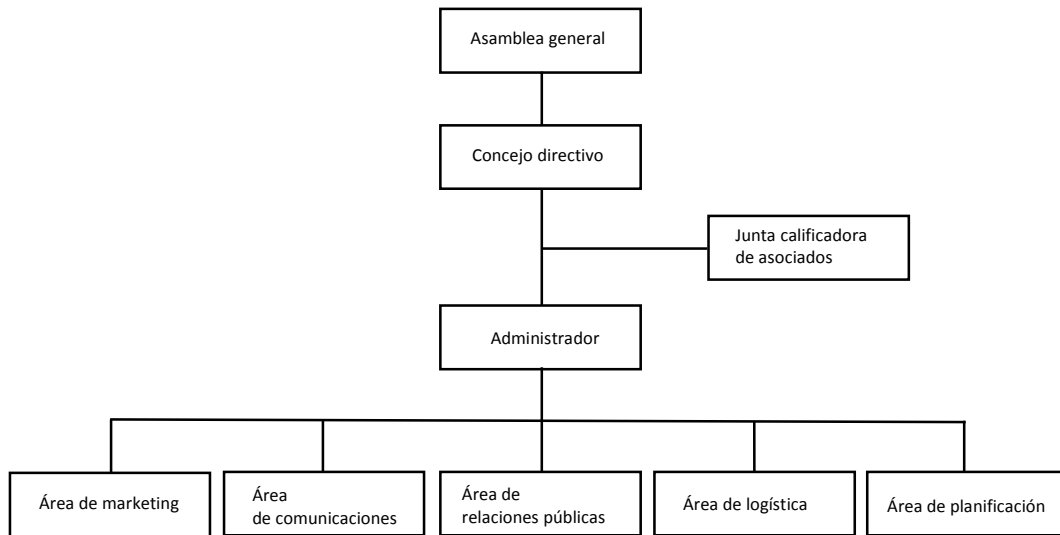 Asamblea general
Concejo directivo
Junta calificadora
de asociados
Administrador
Área de marketing
Área
de comunicaciones
Área de
relaciones públicas
Área de logística
Área de planificación